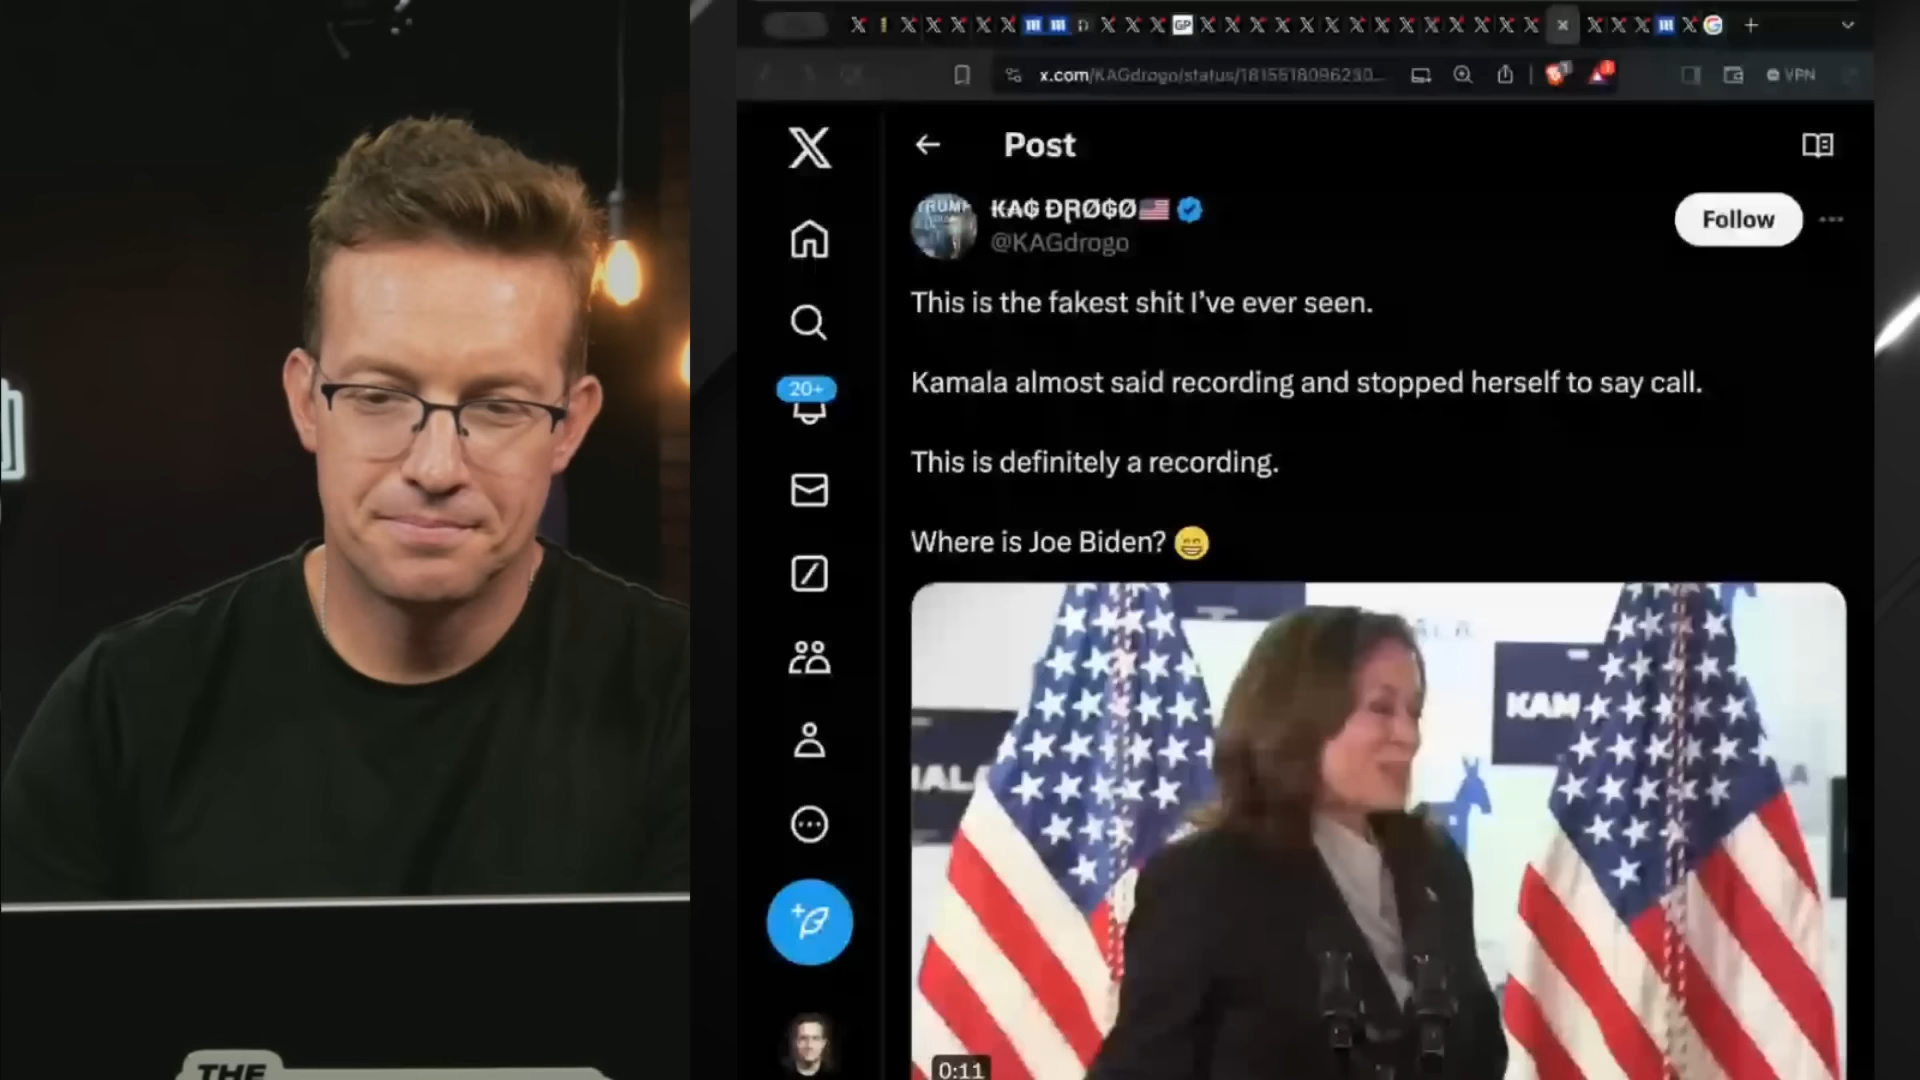 GP
x.com/KAGdrogo/status/1815518096230...
VPN
Post
KAG ĐRØGØ
@KAGdrogo
Follow
This is the fakest shit I’ve ever seen.
20+
Kamala almost said recording and stopped herself to say call.
This is definitely a recording.
Where is Joe Biden? 😄
KAM
ALA
0:11
THE